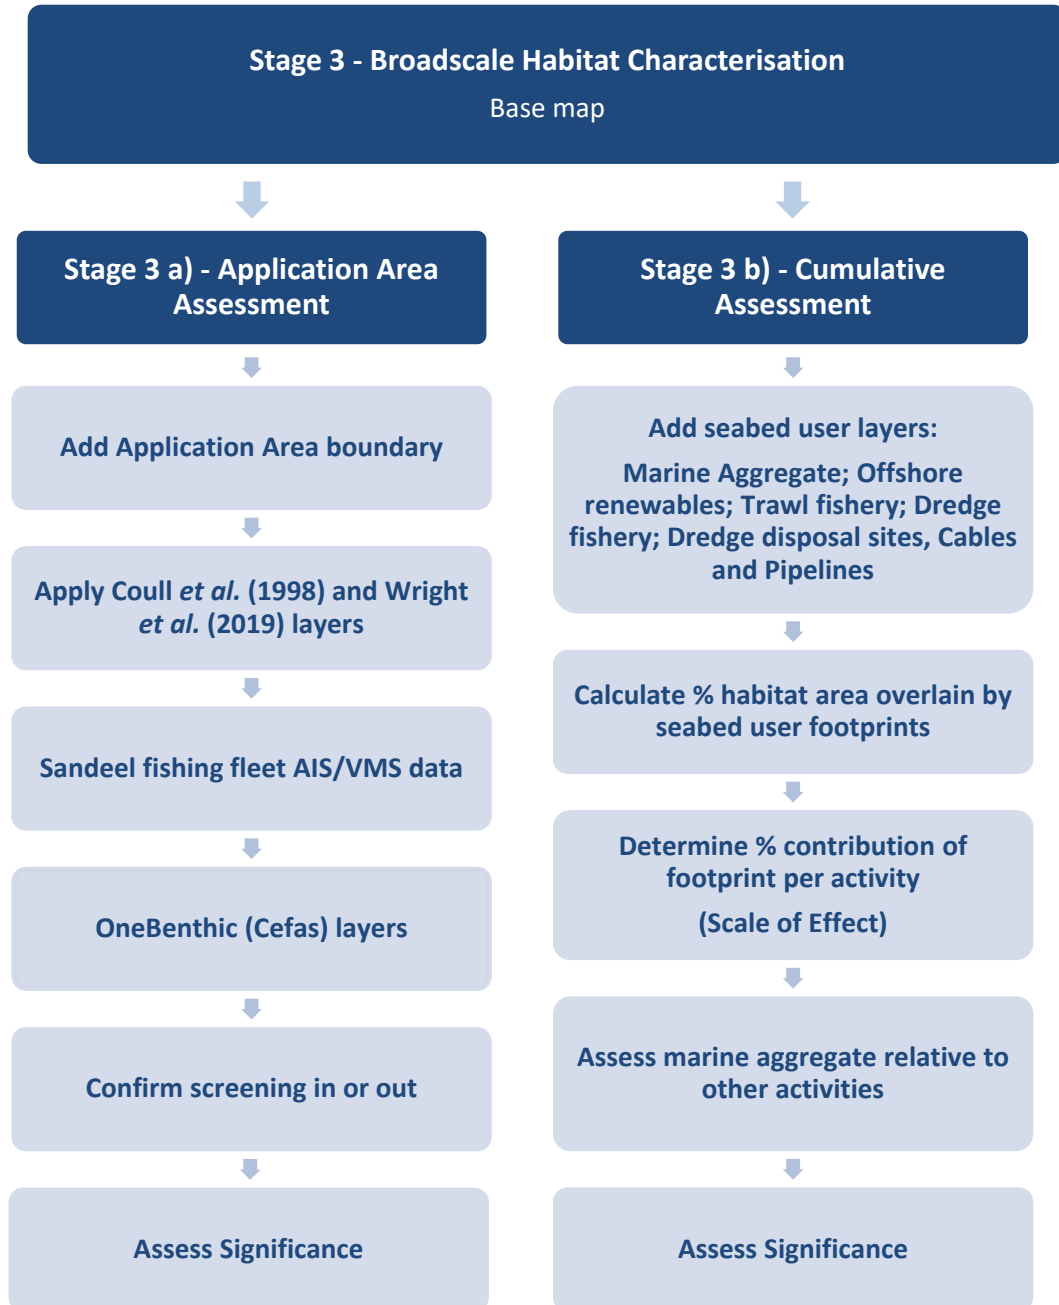 Stage 3 - Broadscale Habitat Characterisation
Base map
Stage 3 a) - Application Area
Assessment
Add Application Area boundary
Apply Coull et al. (1998) and Wright
et al. (2019) layers
Sandeel fishing fleet AIS/VMS data
OneBenthic (Cefas) layers
Confirm screening in or out
Assess Significance
Stage 3 b) - Cumulative
Assessment
Add seabed user layers:
Marine Aggregate; Offshore
renewables; Trawl fishery; Dredge
fishery; Dredge disposal sites, Cables
and Pipelines
Calculate % habitat area overlain by
seabed user footprints
Determine % contribution of
footprint per activity
(Scale of Effect)
Assess marine aggregate relative to
other activities
Assess Significance